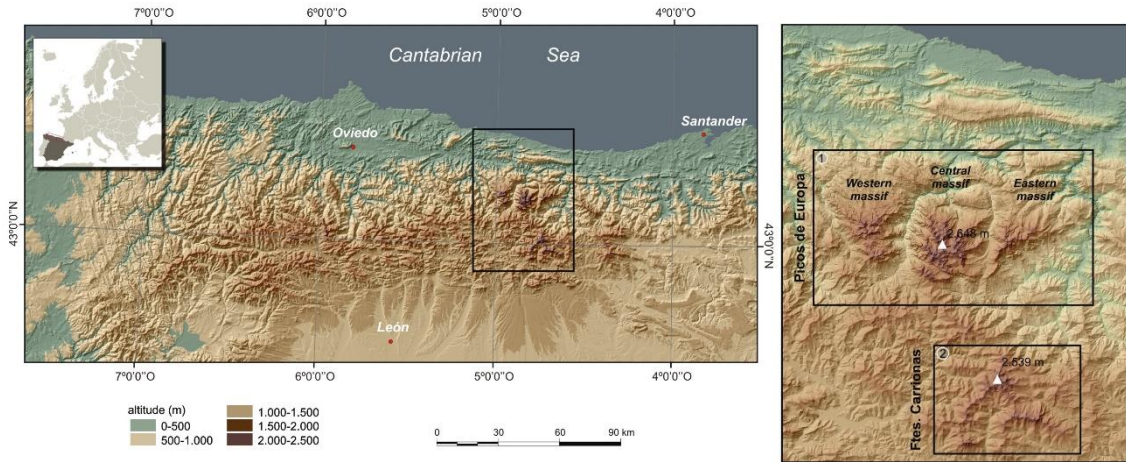 7°0'0"O
6°0'0"O
5°0'0"O
4°0'0"O
Cantabrian Sea
Oviedo
Santander
León
43°0'0"N
43°0'0"N
7°0'0"O
6°0'0"O
5°0'0"O
4°0'0"O
altitude (m)
0-500
500-1.000
1.000-1.500
1.500-2.000
2.000-2.500
0 30 60 90 km
1
Picos de Europa
Western
massif
Central
massif
Eastern
massif
2.648 m
2
Ftes. Carrionas
2.539 m